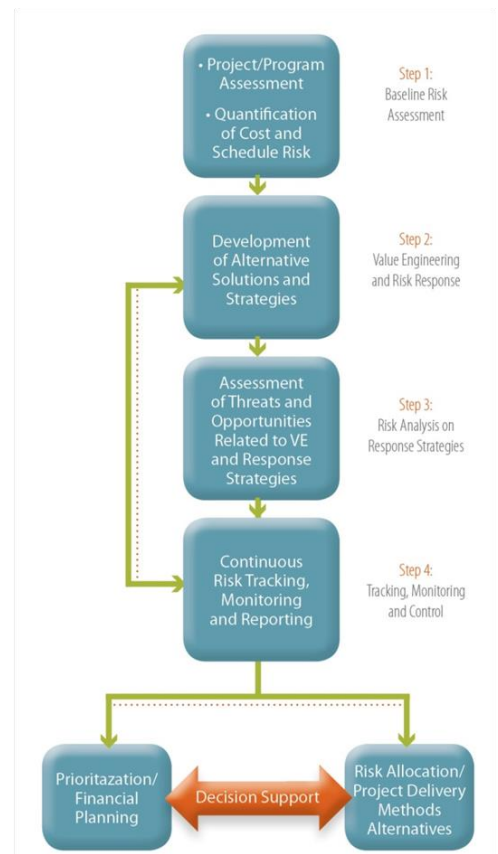 • Project/Program
Assessment
• Quantification
of Cost and
Schedule Risk
Step 1:
Baseline Risk
Assessment
Development
of Alternative
Solutions and
Strategies
Step 2:
Value Engineering
and Risk Response
Assessment
of Threats and
Opportunities
Related to VE
and Response
Strategies
Step 3:
Risk Analysis on
Response Strategies
Continuous
Risk Tracking,
Monitoring
and Reporting
Step 4:
Tracking, Monitoring
and Control
Prioritazation/
Financial
Planning
Decision Support
Risk Allocation/
Project Delivery
Methods
Alternatives